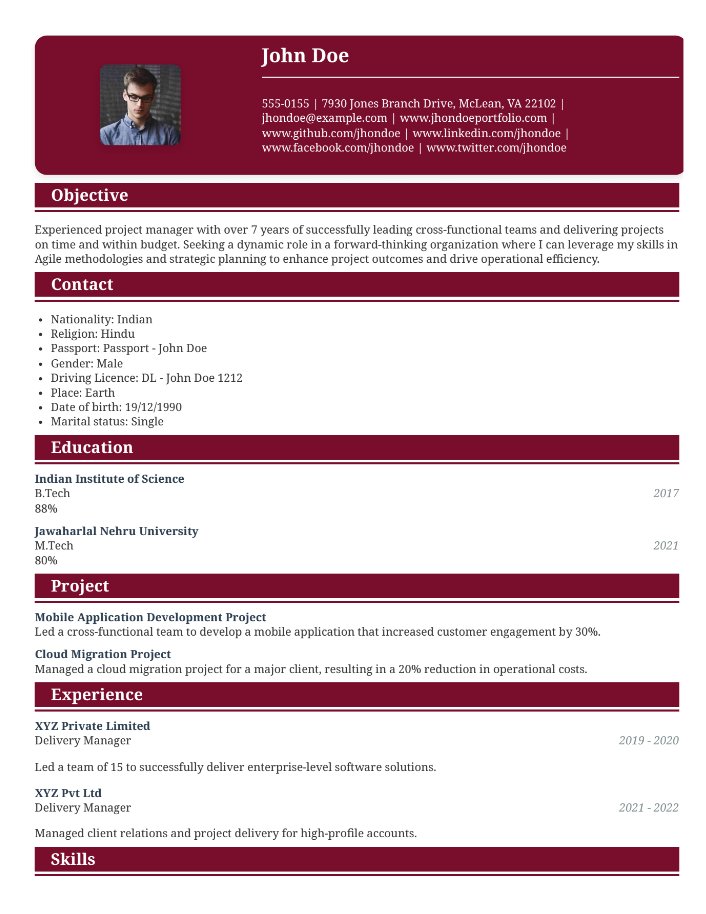 John Doe
555-0155 | 7930 Jones Branch Drive, McLean, VA 22102 |
jhondoe@example.com | www.jhondoeportfolio.com |
www.github.com/jhondoe | www.linkedin.com/jhondoe |
www.facebook.com/jhondoe | www.twitter.com/jhondoe
Objective
Experienced project manager with over 7 years of successfully leading cross-functional teams and delivering projects
on time and within budget. Seeking a dynamic role in a forward-thinking organization where I can leverage my skills in
Agile methodologies and strategic planning to enhance project outcomes and drive operational efficiency.
Contact
• Nationality: Indian
• Religion: Hindu
• Passport: Passport - John Doe
• Gender: Male
• Driving Licence: DL - John Doe 1212
• Place: Earth
• Date of birth: 19/12/1990
• Marital status: Single
Education
Indian Institute of Science
B.Tech 2017
88%
Jawaharlal Nehru University
M.Tech 2021
80%
Project
Mobile Application Development Project
Led a cross-functional team to develop a mobile application that increased customer engagement by 30%.
Cloud Migration Project
Managed a cloud migration project for a major client, resulting in a 20% reduction in operational costs.
Experience
XYZ Private Limited
Delivery Manager 2019 - 2020
Led a team of 15 to successfully deliver enterprise-level software solutions.
XYZ Pvt Ltd
Delivery Manager 2021 - 2022
Managed client relations and project delivery for high-profile accounts.
Skills